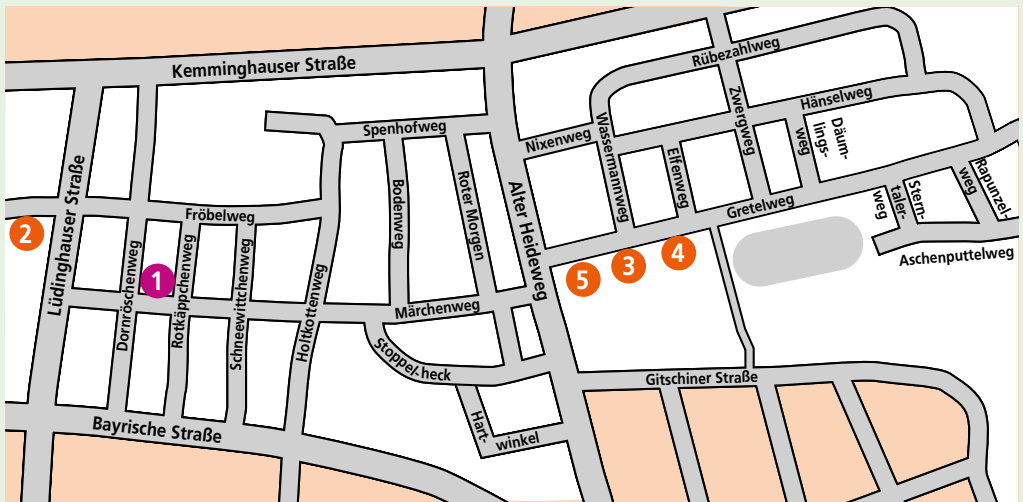 Kemminghauser Straße
Rübezahlweg
Hänselweg
Zwergweg
Däum-
lings-
weg
Nixenweg
Wassermannweg
Elfenweg
Spenhofweg
Bodenweg
Roter Morgen
Alter Heideweg
Lüdinghauser Straße
Fröbelweg
Gretelweg
Stern-
taler-
weg
Rapunzel-
weg
Aschenputtelweg
2
1
5
3
4
Dornröschenweg
Rotkäppchenweg
Schneewittchenweg
Holtkottenweg
Märchenweg
Stoppel-heck
Gitschiner Straße
Hart-
winkel
Bayrische Straße